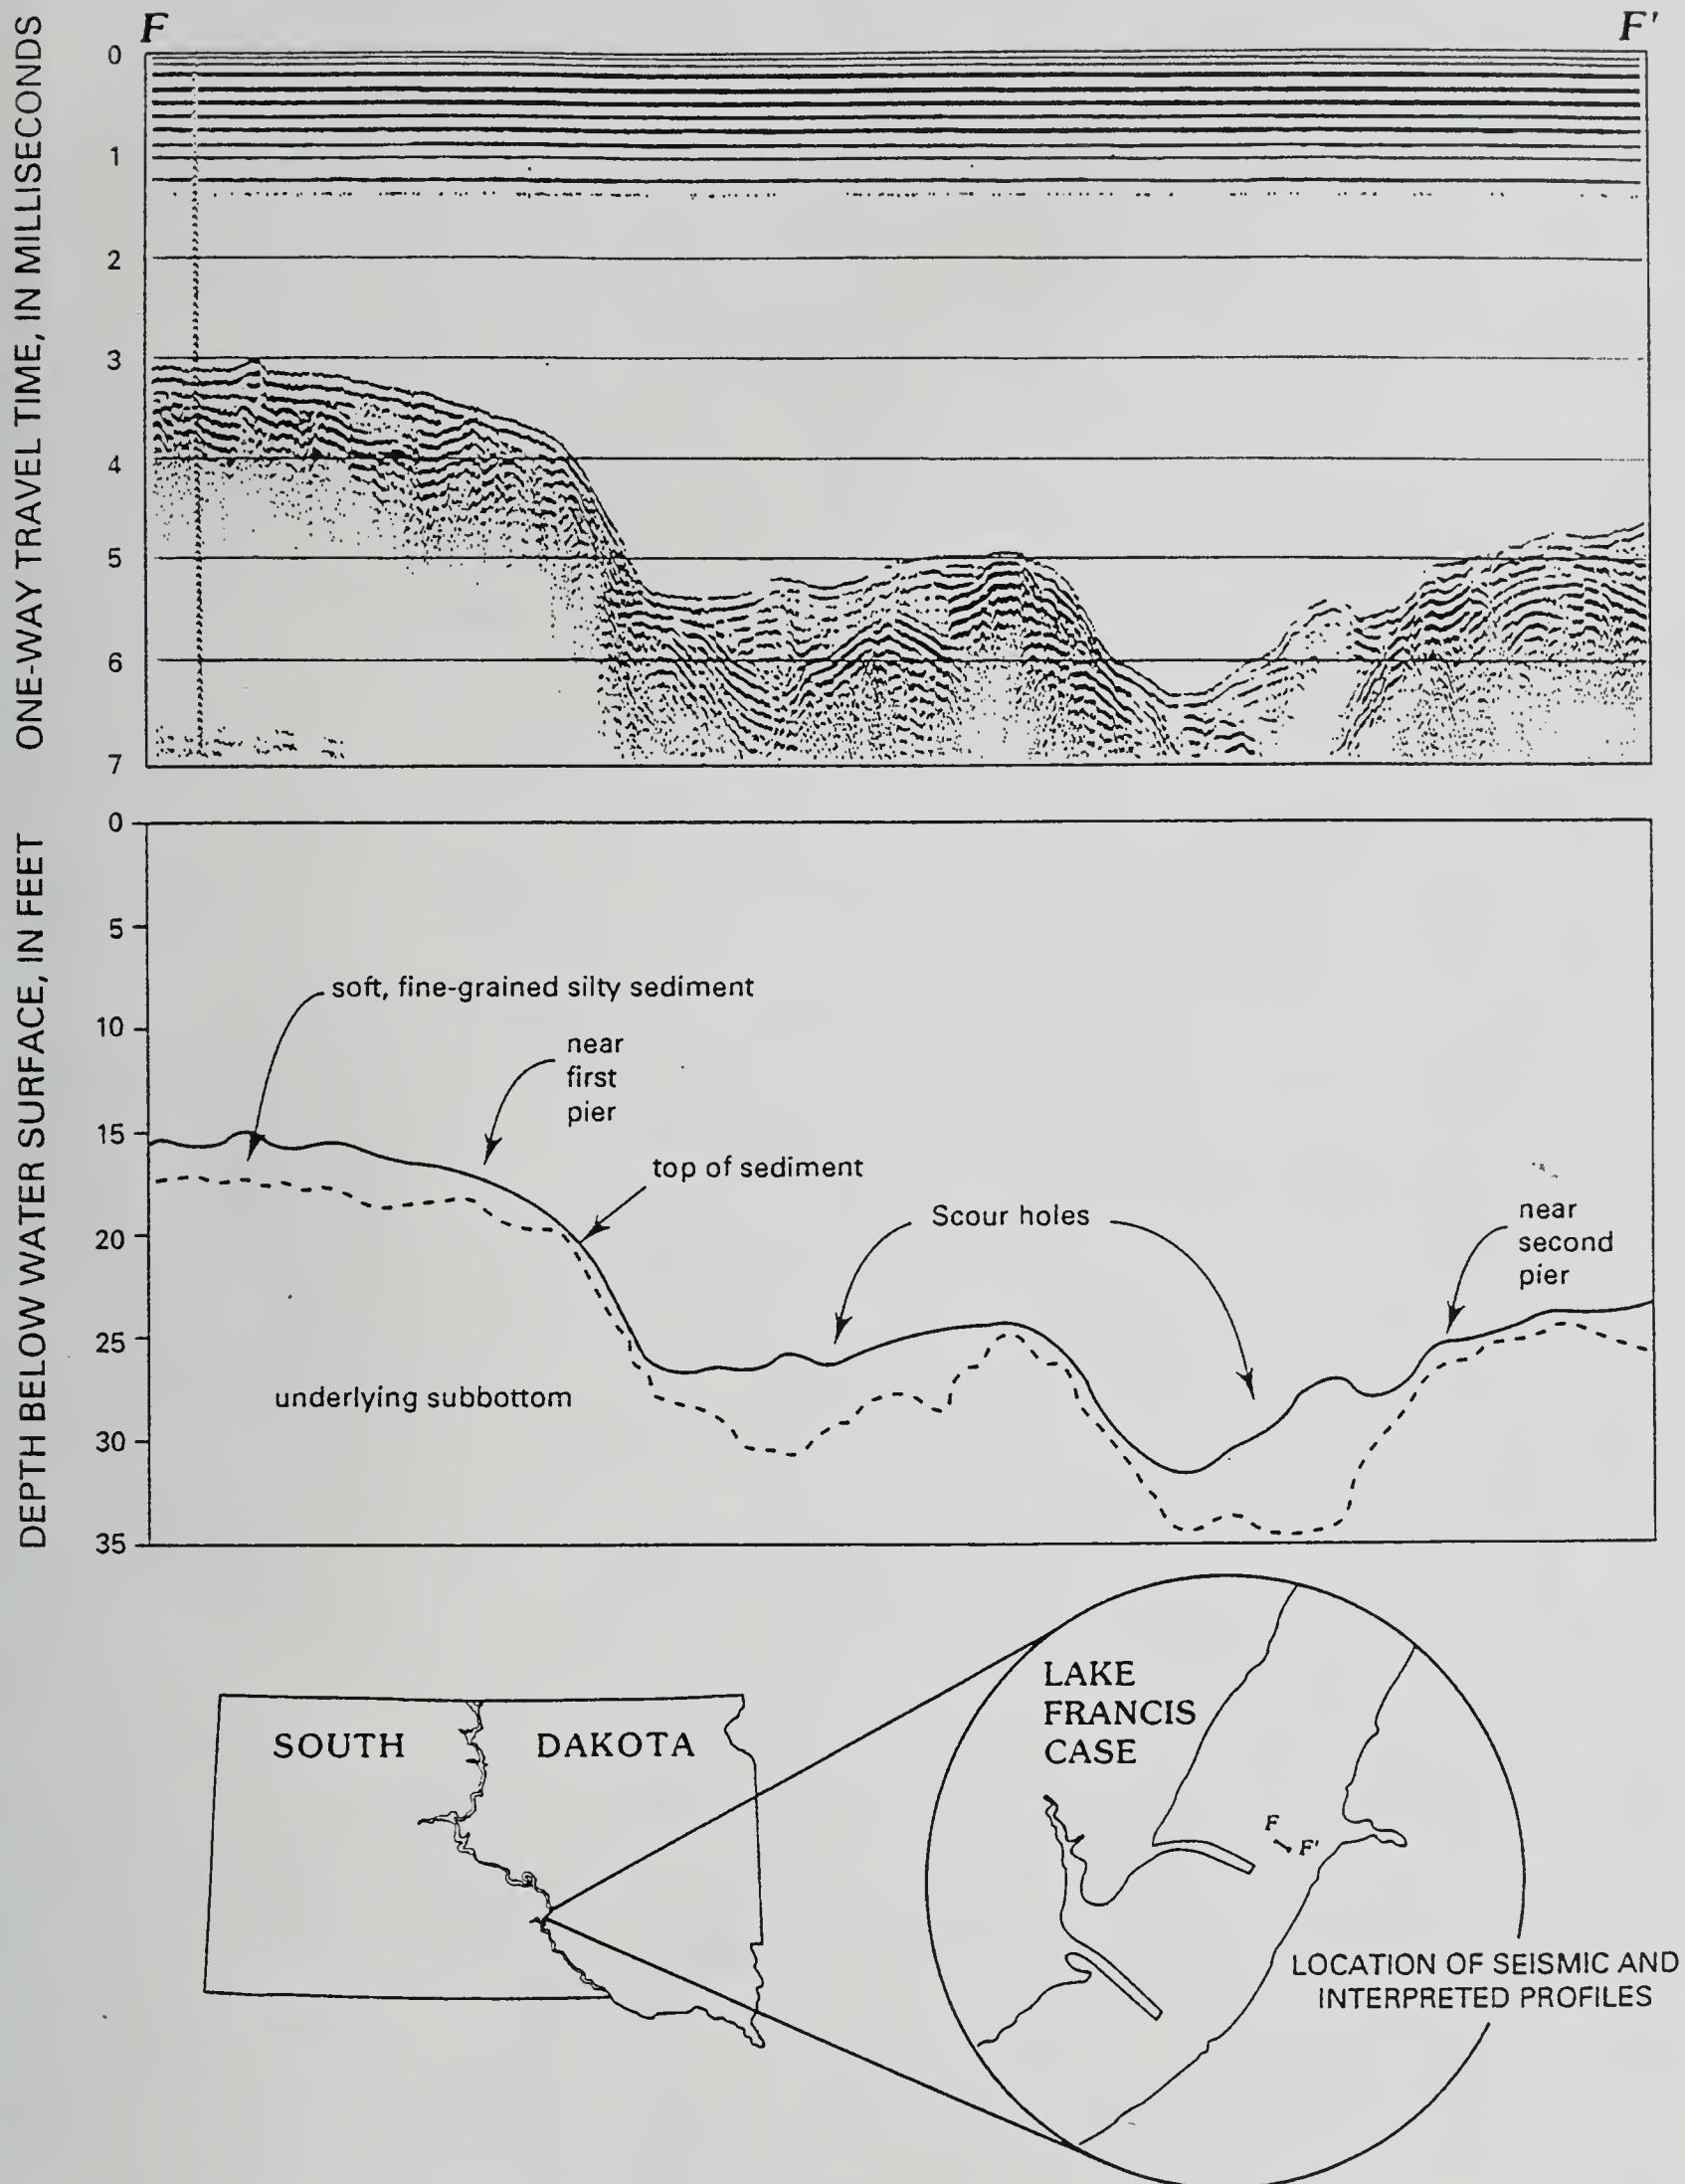 F
F'
ONE-WAY TRAVEL TIME, IN MILLISECONDS
0
1
2
3
4
5
6
7
DEPTH BELOW WATER SURFACE, IN FEET
0
5
10
15
20
25
30
35
soft, fine-grained silty sediment
near
first
pier
top of sediment
Scour holes
near
second
pier
underlying subbottom
SOUTH DAKOTA
LAKE
FRANCIS
CASE
F
F'
LOCATION OF SEISMIC AND
INTERPRETED PROFILES